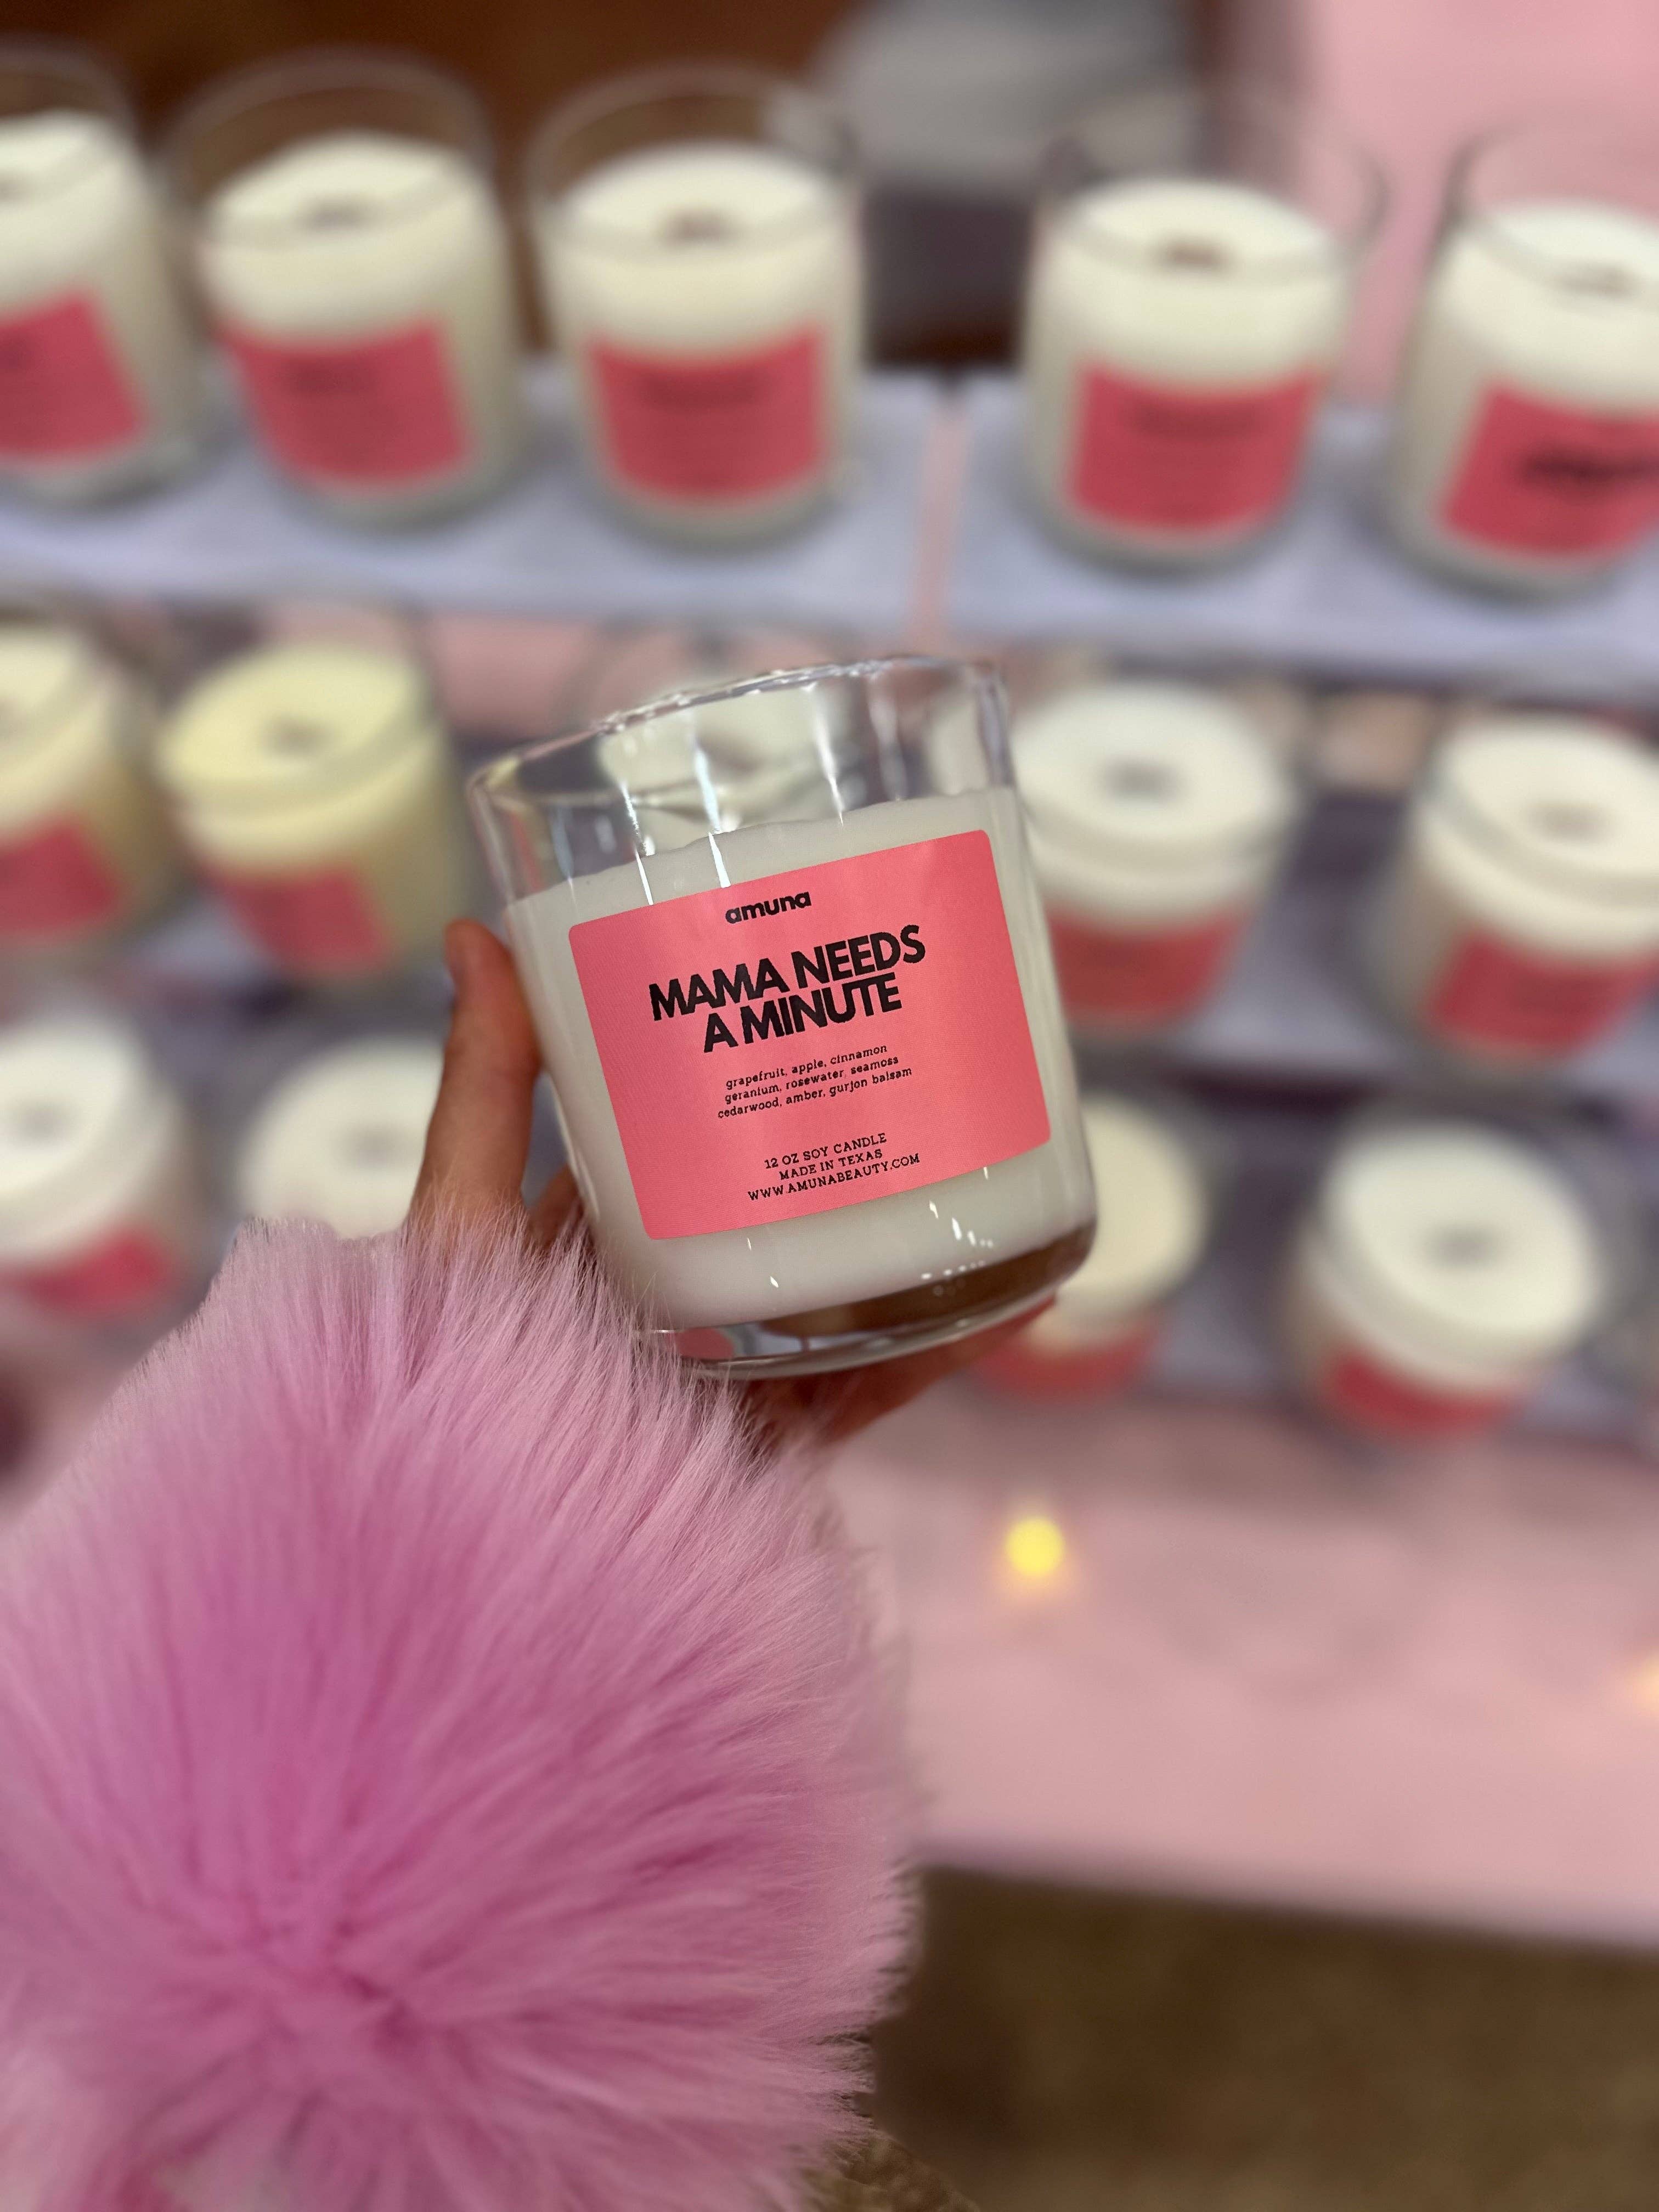 amuna
MAMA NEEDS
A MINUTE
grapefruit, apple, cinnamon
geranium, rosewater, seamoss
cedarwood, amber, gurjon balsam
12 OZ SOY CANDLE
MADE IN TEXAS
WWW.AMUNABEAUTY.COM